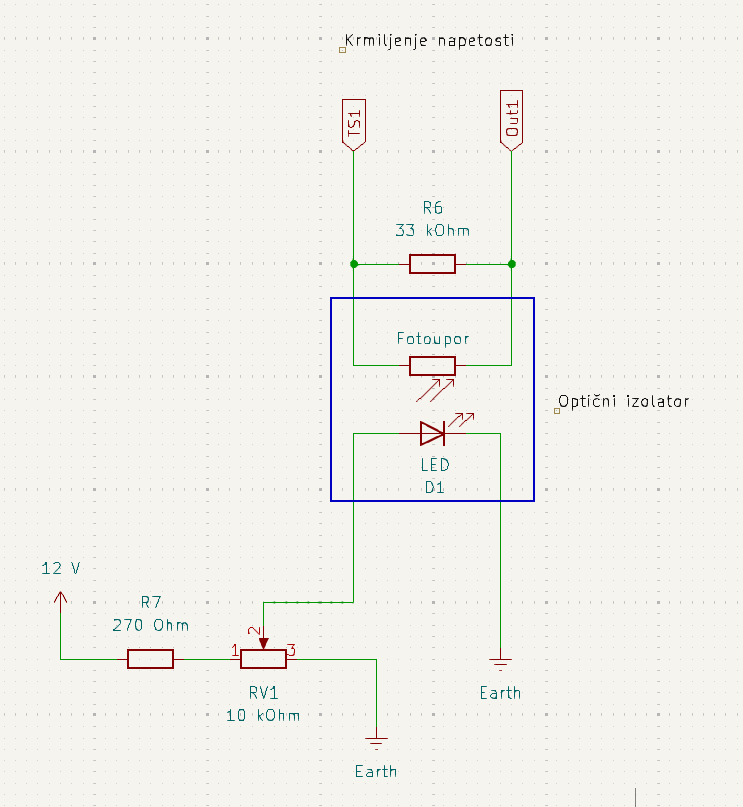 Krmiljenje napetosti
TS1
Out1
R6
33 kOhm
Fotoupor
Optični izolator
LED
D1
12 V
R7
270 Ohm
1
2
3
RV1
10 kOhm
Earth
Earth